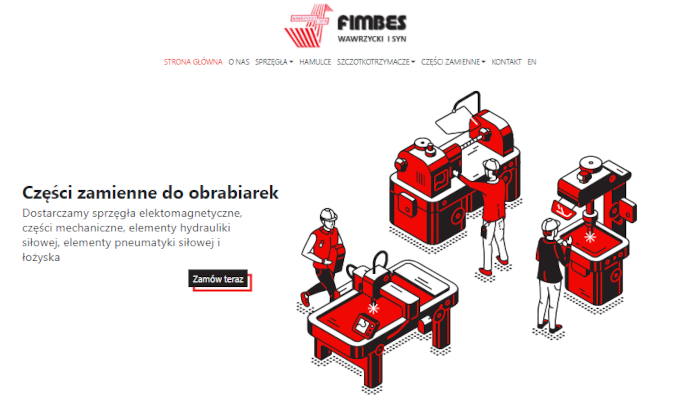 FIMBES
WAWRZYCKI I SYN
STRONA GŁÓWNA O NAS SPRZĘGŁA HAMULCE SZCZOTKOTRZYMACZE CZĘŚCI ZAMIENNE KONTAKT EN
Części zamienne do obrabiarek
Dostarczamy sprzęgła elektomagnetyczne,
części mechaniczne, elementy hydrauliki
siłowej, elementy pneumatyki siłowej i
łożyska
Zamów teraz